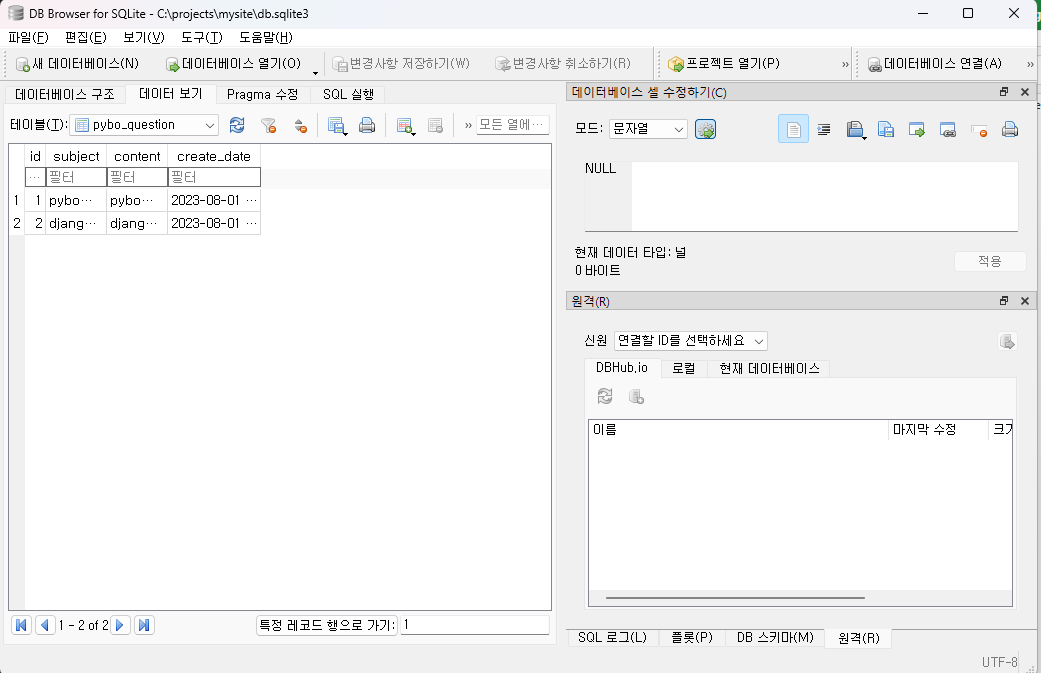 DB Browser for SQLite - C:\projects\mysite\db.sqlite3
파일(F) 편집(E) 보기(V) 도구(T) 도움말(H)
새 데이터베이스(N) 데이터베이스 열기(O) 변경사항 저장하기(W) 변경사항 취소하기(R) 프로젝트 열기(P) » 데이터베이스 연결(A) »
데이터베이스 구조 데이터 보기 Pragma 수정 SQL 실행
테이블(T): pybo_question » 모든 열에…
id subject content create_date
… 필터 필터 필터
1 1 pybo… pybo… 2023-08-01 …
2 2 djang… djang… 2023-08-01 …
1 - 2 of 2 특정 레코드 행으로 가기: 1
데이터베이스 셀 수정하기(C)
모드: 문자열
NULL
현재 데이터 타입: 널
0 바이트
적용
원격(R)
신원 연결할 ID를 선택하세요
DBHub.io 로컬 현재 데이터베이스
이름 마지막 수정 크기
SQL 로그(L) 플롯(P) DB 스키마(M) 원격(R)
UTF-8